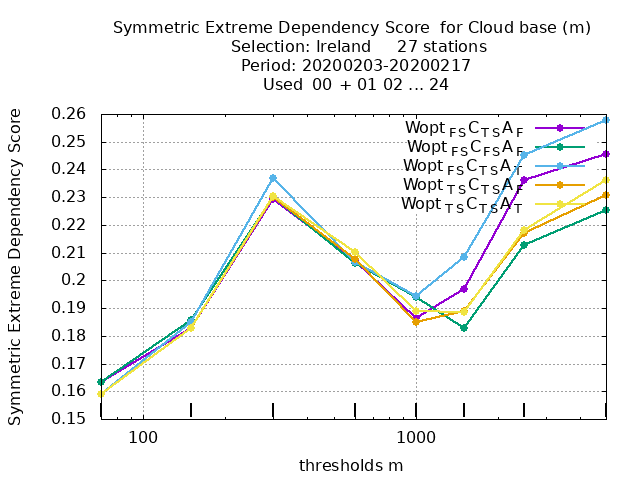 Symmetric Extreme Dependency Score for Cloud base (m)
Selection: Ireland 27 stations
Period: 20200203-20200217
Used 00 + 01 02 ... 24
Symmetric Extreme Dependency Score
0.26
0.25
0.24
0.23
0.22
0.21
0.2
0.19
0.18
0.17
0.16
0.15
Wopt FS C TS A F
Wopt FS C FS A F
Wopt FS C TS A T
Wopt TS C TS A F
Wopt TS C TS A T
100 1000
thresholds m